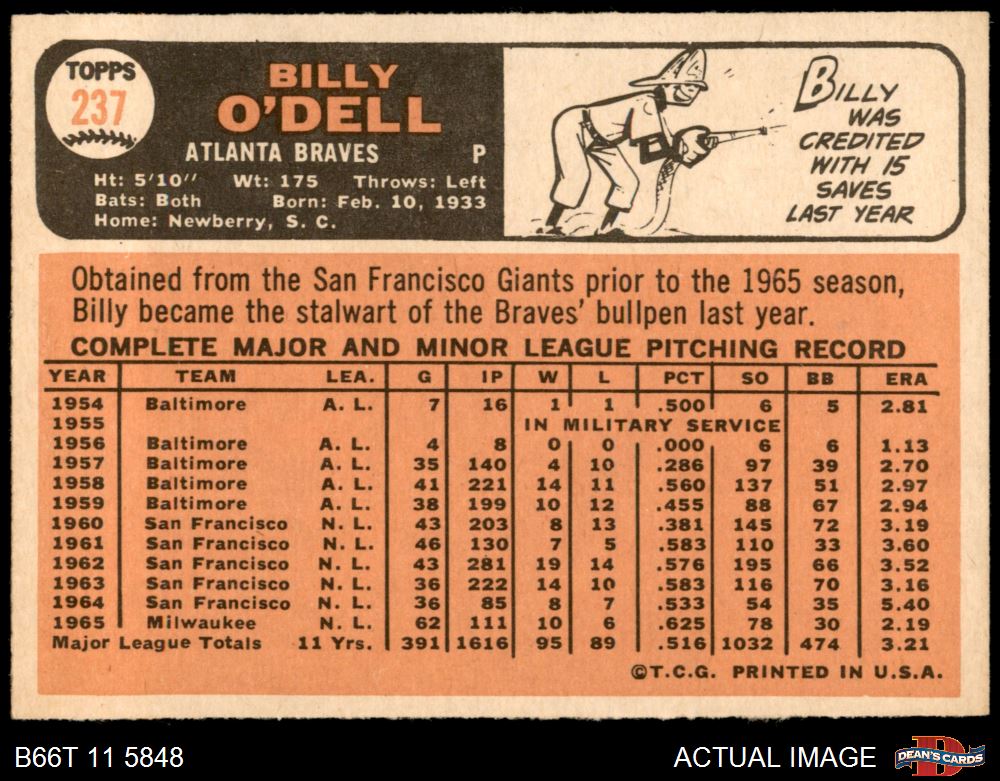 TOPPS
237
BILLY
O'DELL
ATLANTA BRAVES P
Ht: 5'10'' Wt: 175 Throws: Left
Bats: Both Born: Feb. 10, 1933
Home: Newberry, S. C.
BILLY
WAS
CREDITED
WITH 15
SAVES
LAST YEAR
Obtained from the San Francisco Giants prior to the 1965 season,
Billy became the stalwart of the Braves' bullpen last year.
COMPLETE MAJOR AND MINOR LEAGUE PITCHING RECORD
YEAR TEAM LEA. G IP W L PCT SO BB ERA
1954 Baltimore A. L. 7 16 1 1 .500 6 5 2.81
1955 IN MILITARY SERVICE
1956 Baltimore A. L. 4 8 0 0 .000 6 6 1.13
1957 Baltimore A. L. 35 140 4 10 .286 97 39 2.70
1958 Baltimore A. L. 41 221 14 11 .560 137 51 2.97
1959 Baltimore A. L. 38 199 10 12 .455 88 67 2.94
1960 San Francisco N. L. 43 203 8 13 .381 145 72 3.19
1961 San Francisco N. L. 46 130 7 5 .583 110 33 3.60
1962 San Francisco N. L. 43 281 19 14 .576 195 66 3.52
1963 San Francisco N. L. 36 222 14 10 .583 116 70 3.16
1964 San Francisco N. L. 36 85 8 7 .533 54 35 5.40
1965 Milwaukee N. L. 62 111 10 6 .625 78 30 2.19
Major League Totals 11 Yrs. 391 1616 95 89 .516 1032 474 3.21
©T.C.G. PRINTED IN U.S.A.
B66T 11 5848
ACTUAL IMAGE
D
DEAN'S CARDS